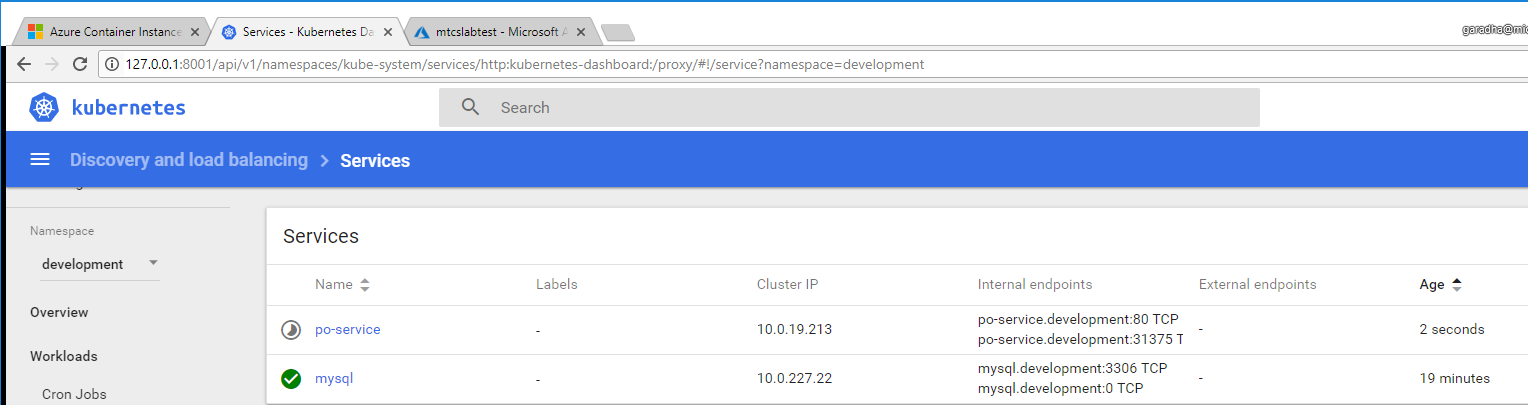 Azure Container Instance
Services - Kubernetes Da
mtcslabtest - Microsoft A
garadha@mic
127.0.0.1:8001/api/v1/namespaces/kube-system/services/http:kubernetes-dashboard:/proxy/#!/service?namespace=development
kubernetes
Search
Discovery and load balancing > Services
Namespace
development
Overview
Workloads
Cron Jobs
Services
Name Labels Cluster IP Internal endpoints External endpoints Age
po-service - 10.0.19.213 po-service.development:80 TCP - 2 seconds
po-service.development:31375 T
mysql - 10.0.227.22 mysql.development:3306 TCP - 19 minutes
mysql.development:0 TCP